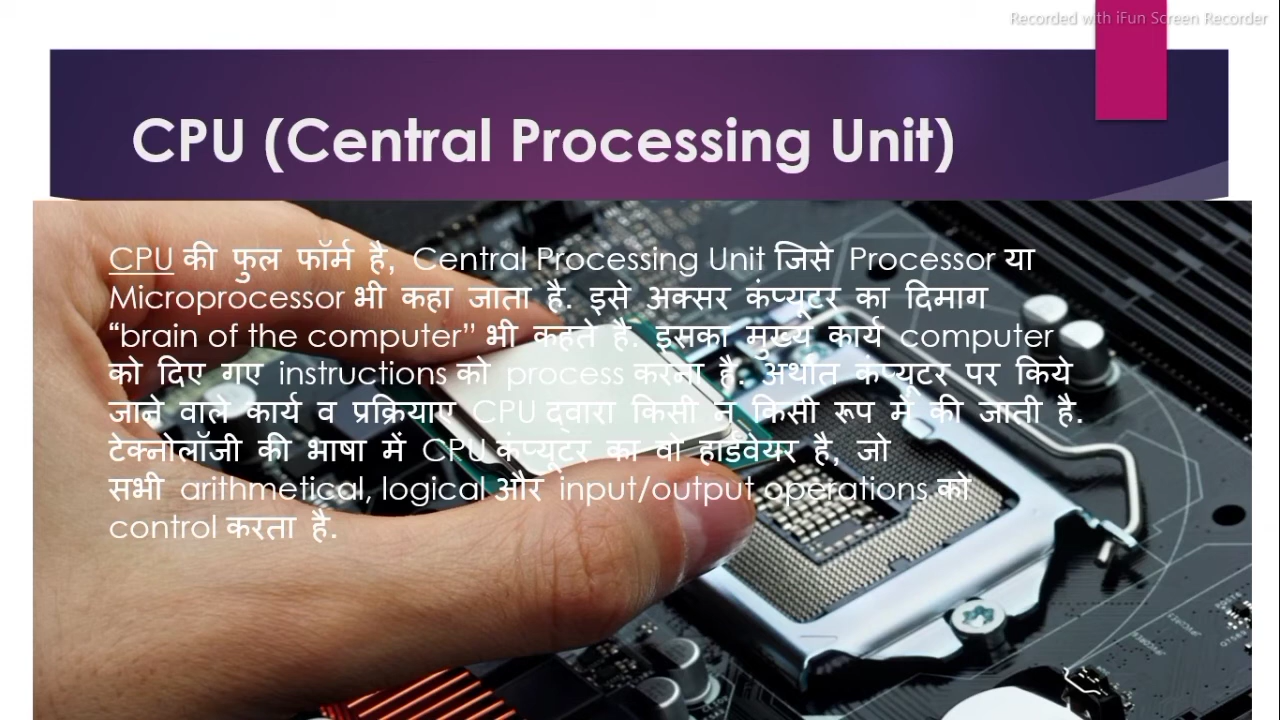 Recorded with iFun Screen Recorder
CPU (Central Processing Unit)
CPU की फुल फॉर्म है, Central Processing Unit जिसे Processor या
Microprocessor भी कहा जाता है. इसे अक्सर कंप्यूटर का दिमाग
“brain of the computer” भी कहते है. इसका मुख्य कार्य computer
को दिए गए instructions को process करना है. अर्थात कंप्यूटर पर किये
जाने वाले कार्य व प्रक्रियाए CPU द्वारा किसी न किसी रूप में की जाती है.
टेक्नोलॉजी की भाषा में CPU कंप्यूटर का वो हार्डवेयर है, जो
सभी arithmetical, logical और input/output operations को
control करता है.